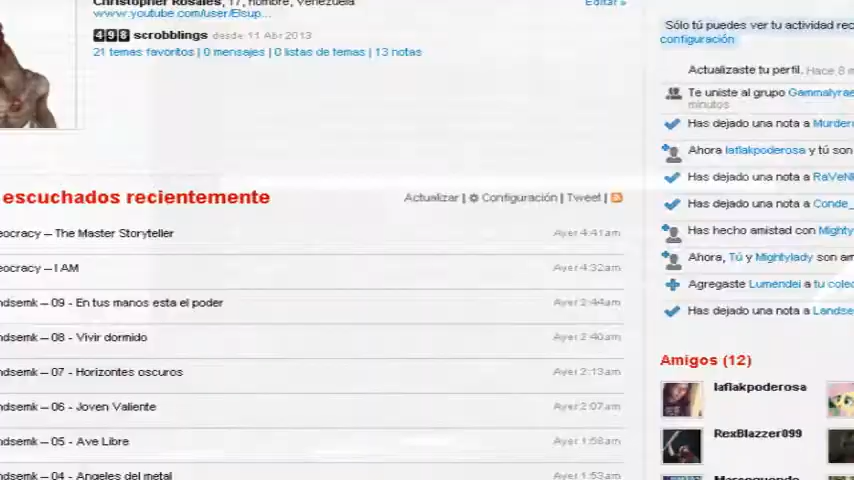 Christopher Rosales, 17, hombre, Venezuela
Editar »
www.youtube.com/user/Elsup...
498 scrobblings desde 11 Abr 2013
21 temas favoritos | 0 mensajes | 0 listas de temas | 13 notas
escuchados recientemente
Actualizar | Configuración | Tweet |
eocracy – The Master Storyteller Ayer 4:41am
eocracy – I AM Ayer 4:32am
ndsemk – 09 - En tus manos esta el poder Ayer 2:44am
ndsemk – 08 - Vivir dormido Ayer 2:40am
ndsemk – 07 - Horizontes oscuros Ayer 2:13am
ndsemk – 06 - Joven Valiente Ayer 2:07am
ndsemk – 05 - Ave Libre Ayer 1:58am
ndsemk – 04 - Angeles del metal Ayer 1:53am
Sólo tú puedes ver tu actividad rec
configuración
Actualizaste tu perfil. Hace 8 m
Te uniste al grupo Gammalyrae
minutos
Has dejado una nota a Murder
Ahora laflakpoderosa y tú son
Has dejado una nota a RaVeN
Has dejado una nota a Conde_
Has hecho amistad con Mighty
Ahora, Tú y Mightylady son am
Agregaste Lumendei a tu colec
Has dejado una nota a Landse
Amigos (12)
laflakpoderosa
RexBlazzer099